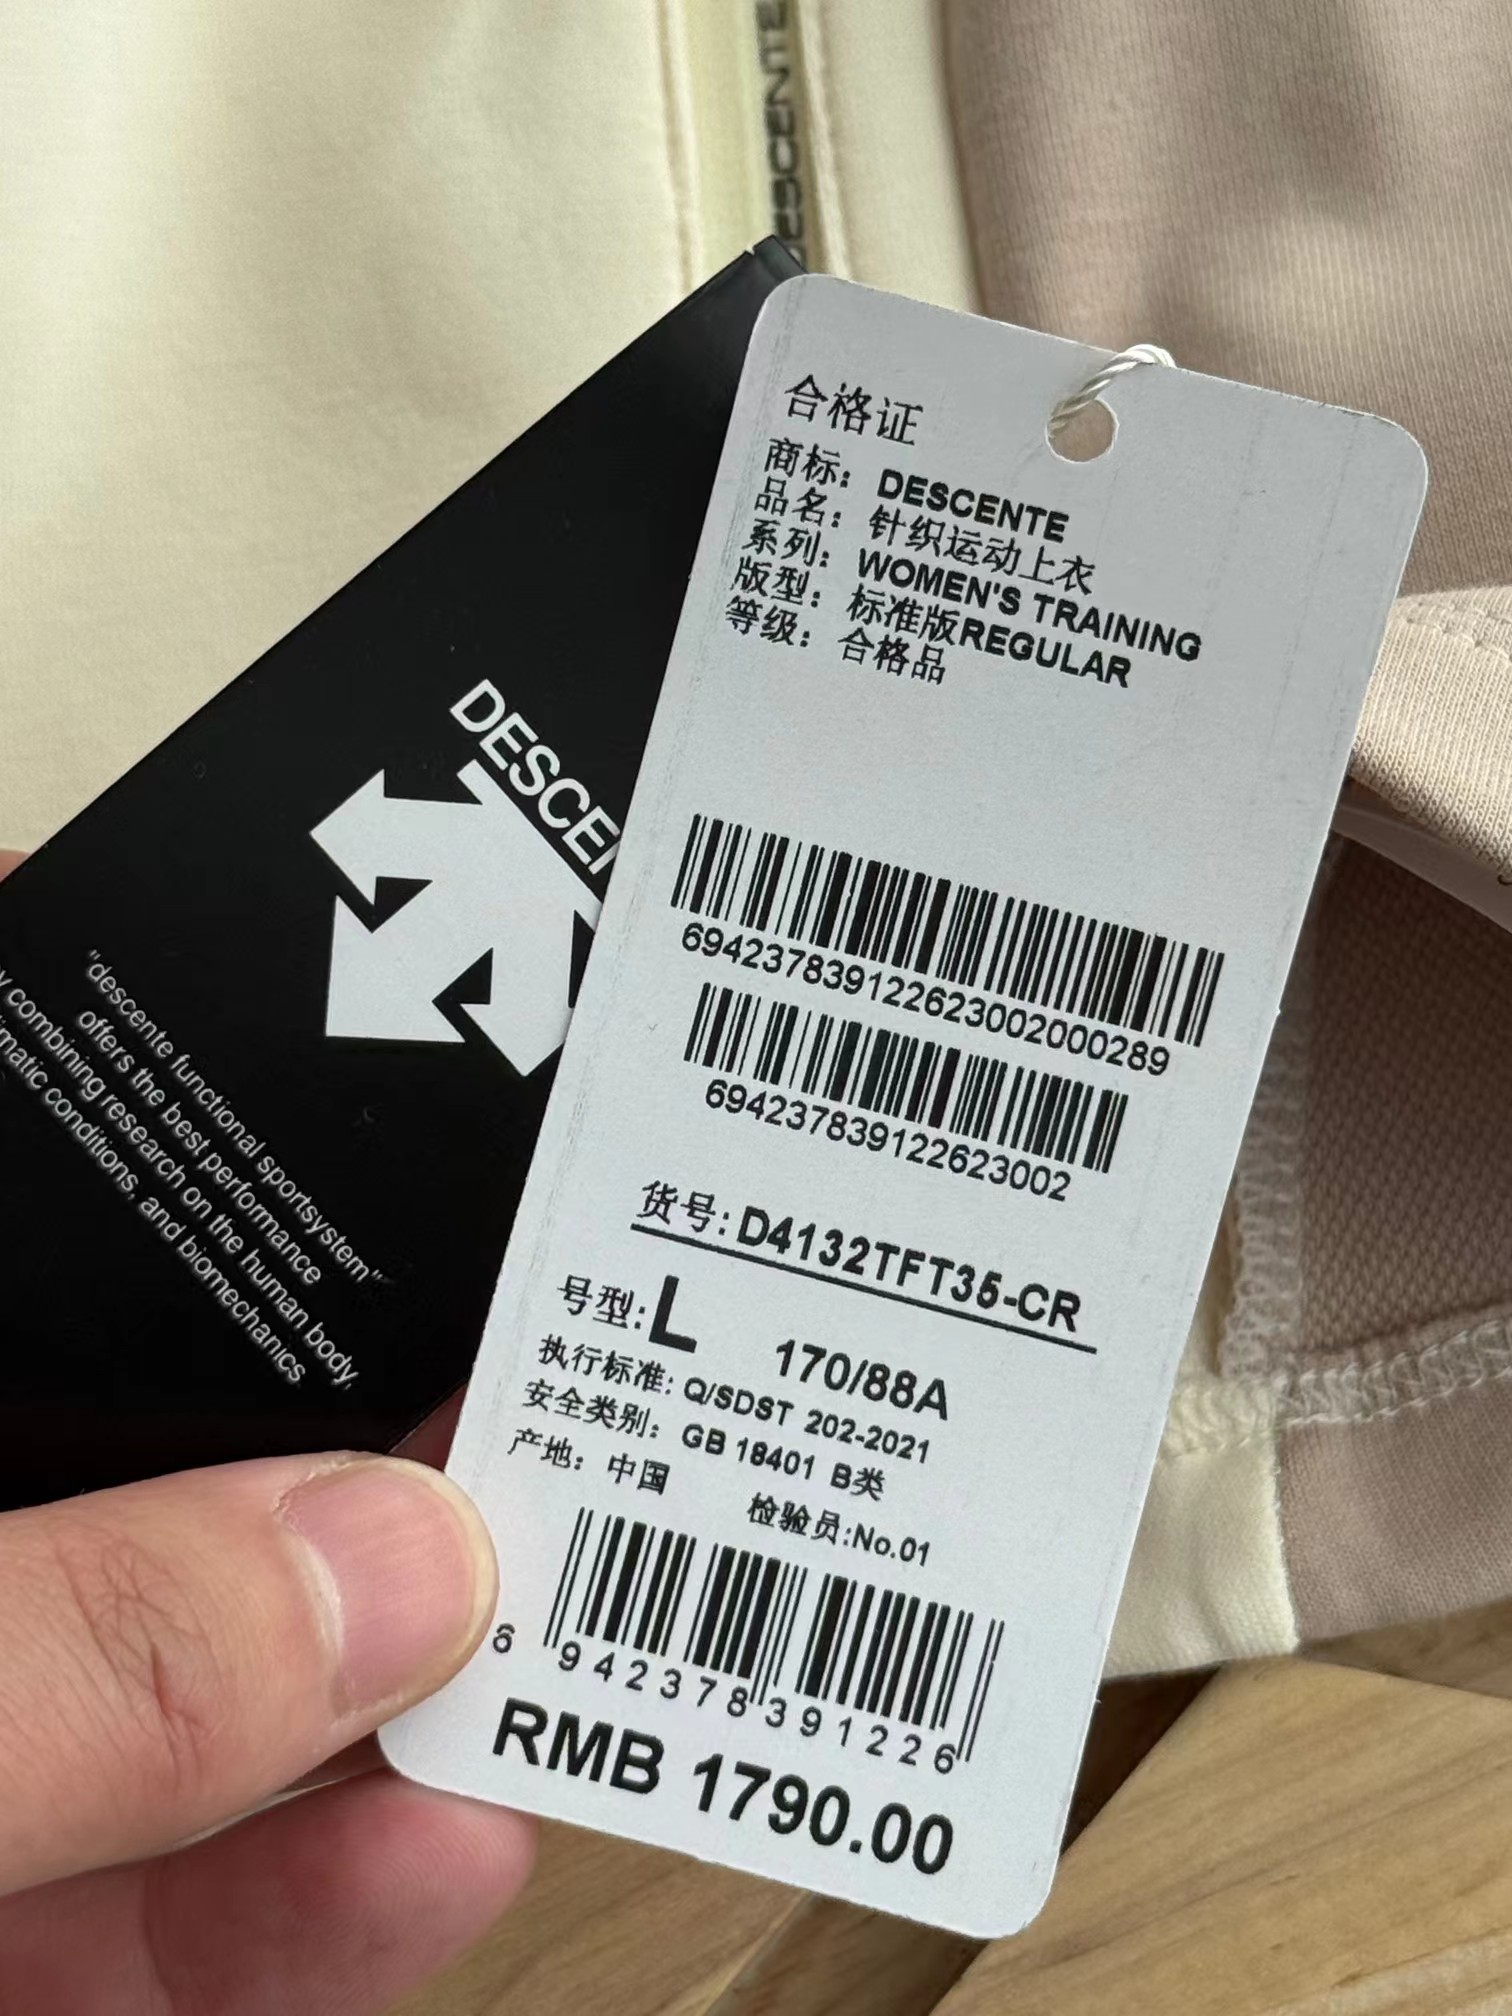 DESCENTE
合格证
商标： DESCENTE
品名： 针织运动上衣
系列： WOMEN'S TRAINING
版型： 标准版REGULAR
等级： 合格品
694237839122623002000289
694237839122623002
货号: D4132TFT35-CR
号型: L 170/88A
执行标准: Q/SDST 202-2021
安全类别: GB 18401 B类
产地: 中国 检验员:No.01
6 942378 391226
RMB 1790.00
DESCEN
"descente functional sportsystem"
offers the best performance
combining research on the human body,
conditions, and biomechanics